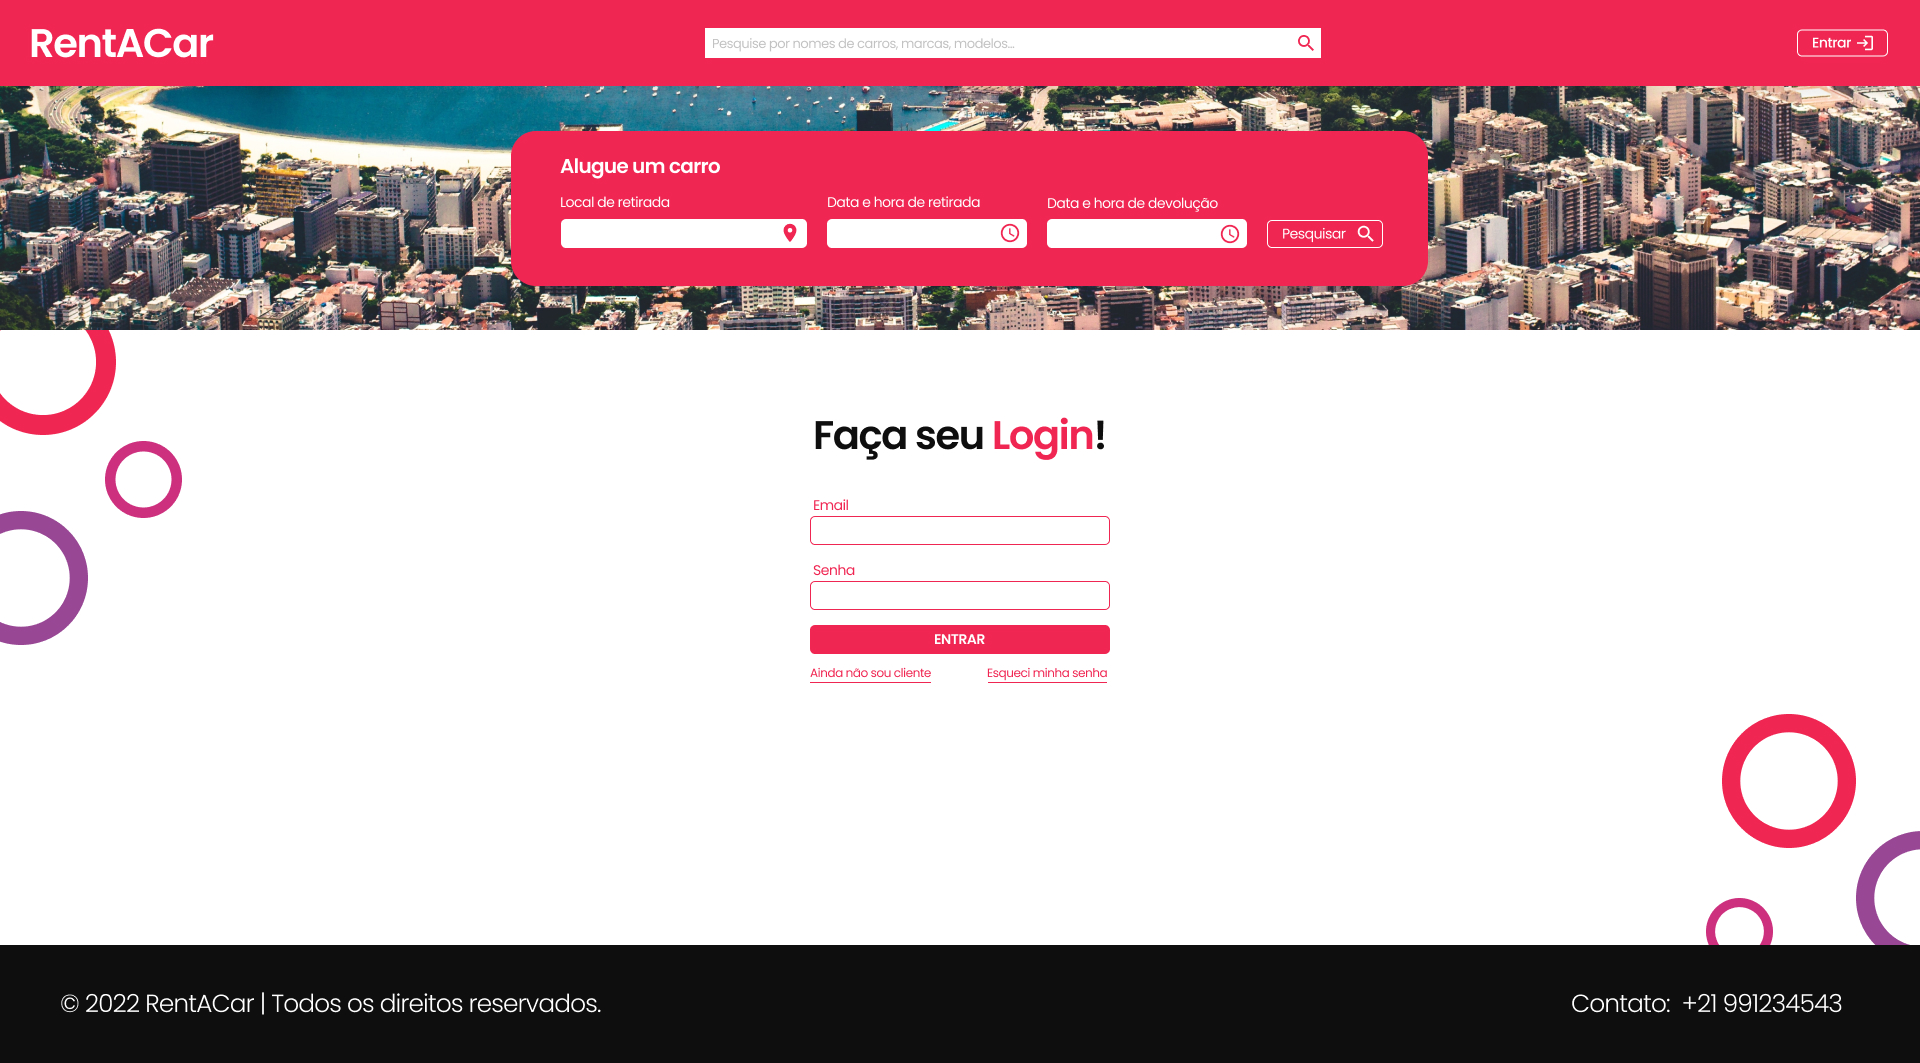 RentACar
Pesquise por nomes de carros, marcas, modelos...
Entrar
Alugue um carro
Local de retirada
Data e hora de retirada
Data e hora de devolução
Pesquisar
Faça seu Login!
Email
Senha
ENTRAR
Ainda não sou cliente
Esqueci minha senha
© 2022 RentACar | Todos os direitos reservados.
Contato: +21 991234543